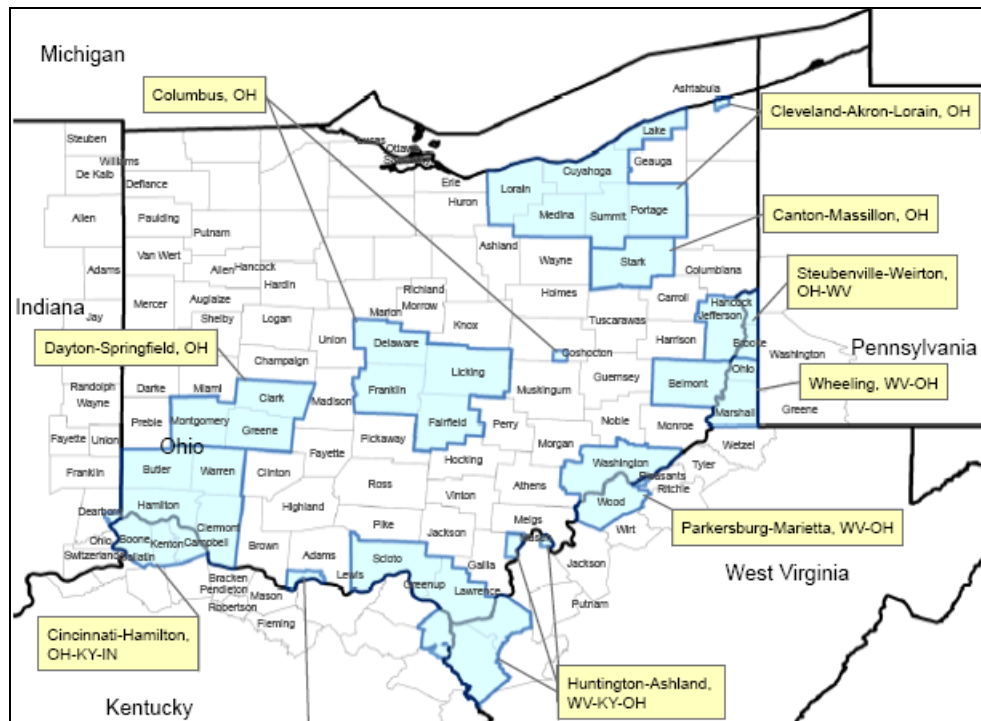 Michigan
Columbus, OH
Ashtabula
Cleveland-Akron-Lorain, OH
Lake
Geauga
Steuben
Williams
De Kalb
Defiance
Lucas
Ottawa
Erie
Huron
Lorain
Cuyahoga
Medina
Summit
Portage
Allen
Paulding
Putnam
Canton-Massillon, OH
Ashland
Wayne
Stark
Columbiana
Van Wert
Allen
Hancock
Hardin
Adams
Steubenville-Weirton,
OH-WV
Richland
Morrow
Marion
Holmes
Carroll
Hancock
Jefferson
Indiana
Mercer
Auglaize
Shelby
Jay
Logan
Union
Delaware
Knox
Tuscarawas
Harrison
Brooke
Washington
Pennsylvania
Dayton-Springfield, OH
Champaign
Licking
Coshocton
Guernsey
Belmont
Ohio
Wheeling, WV-OH
Randolph
Wayne
Darke
Miami
Clark
Madison
Franklin
Muskingum
Marshall
Greene
Preble
Montgomery
Greene
Fairfield
Perry
Noble
Monroe
Fayette
Union
Ohio
Pickaway
Morgan
Wetzel
Franklin
Butler
Warren
Clinton
Fayette
Hocking
Washington
Tyler
Pleasants
Ritchie
Ross
Athens
Wood
Vinton
Dearborn
Hamilton
Clermont
Highland
Pike
Jackson
Meigs
Wirt
Parkersburg-Marietta, WV-OH
Ohio
Switzerland
Boone
Kenton
Campbell
Gallatin
Brown
Adams
Scioto
Gallia
Mason
Jackson
West Virginia
Bracken
Pendleton
Robertson
Mason
Fleming
Lewis
Greenup
Lawrence
Putnam
Cincinnati-Hamilton,
OH-KY-IN
Huntington-Ashland,
WV-KY-OH
Kentucky